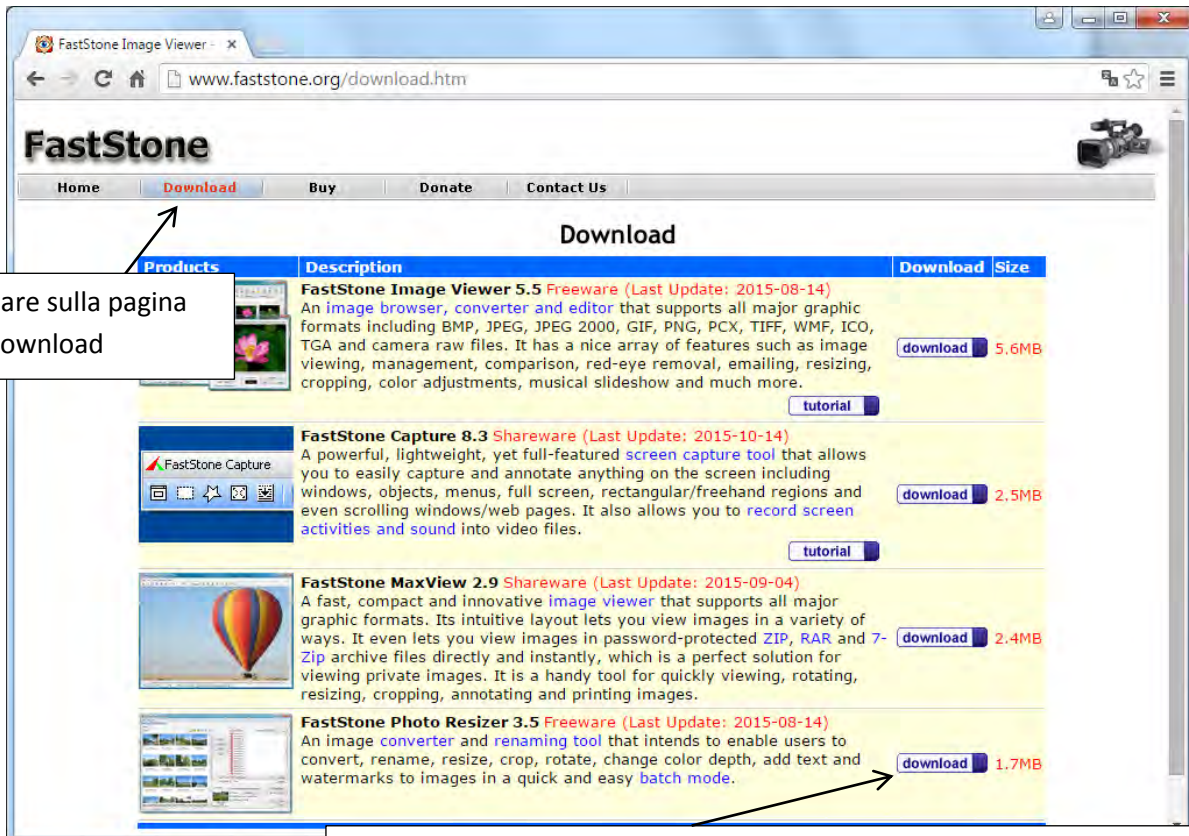 FastStone Image Viewer -
www.faststone.org/download.htm
FastStone
Home Download Buy Donate Contact Us
Download
Products Description Download Size
are sulla pagina
ownload
FastStone Image Viewer 5.5 Freeware (Last Update: 2015-08-14)
An image browser, converter and editor that supports all major graphic
formats including BMP, JPEG, JPEG 2000, GIF, PNG, PCX, TIFF, WMF, ICO,
TGA and camera raw files. It has a nice array of features such as image
viewing, management, comparison, red-eye removal, emailing, resizing,
cropping, color adjustments, musical slideshow and much more.
download 5.6MB
tutorial
FastStone Capture
FastStone Capture 8.3 Shareware (Last Update: 2015-10-14)
A powerful, lightweight, yet full-featured screen capture tool that allows
you to easily capture and annotate anything on the screen including
windows, objects, menus, full screen, rectangular/freehand regions and
even scrolling windows/web pages. It also allows you to record screen
activities and sound into video files.
download 2.5MB
tutorial
FastStone MaxView 2.9 Shareware (Last Update: 2015-09-04)
A fast, compact and innovative image viewer that supports all major
graphic formats. Its intuitive layout lets you view images in a variety of
ways. It even lets you view images in password-protected ZIP, RAR and 7-
Zip archive files directly and instantly, which is a perfect solution for
viewing private images. It is a handy tool for quickly viewing, rotating,
resizing, cropping, annotating and printing images.
download 2.4MB
FastStone Photo Resizer 3.5 Freeware (Last Update: 2015-08-14)
An image converter and renaming tool that intends to enable users to
convert, rename, resize, crop, rotate, change color depth, add text and
watermarks to images in a quick and easy batch mode.
download 1.7MB